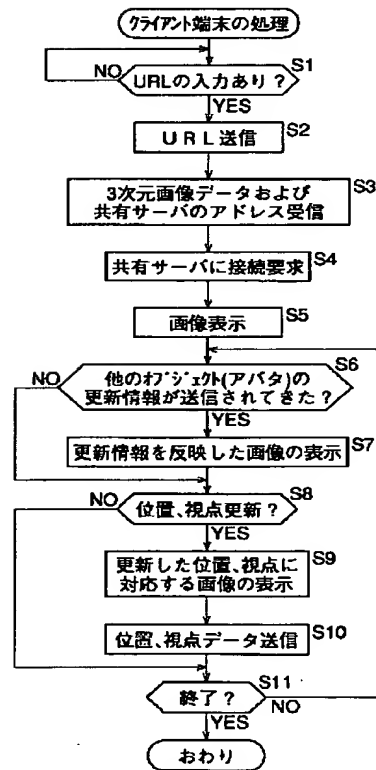 クライアント端末の処理
NO
S1
URLの入力あり？
YES
URL送信
S2
3次元画像データおよび
共有サーバのアドレス受信
S3
共有サーバに接続要求
S4
画像表示
S5
NO
S6
他のオブジェクト(アバタ)の
更新情報が送信されてきた？
YES
更新情報を反映した画像の表示
S7
NO
S8
位置、視点更新？
YES
S9
更新した位置、視点に
対応する画像の表示
位置、視点データ送信
S10
S11
終了？
NO
YES
おわり